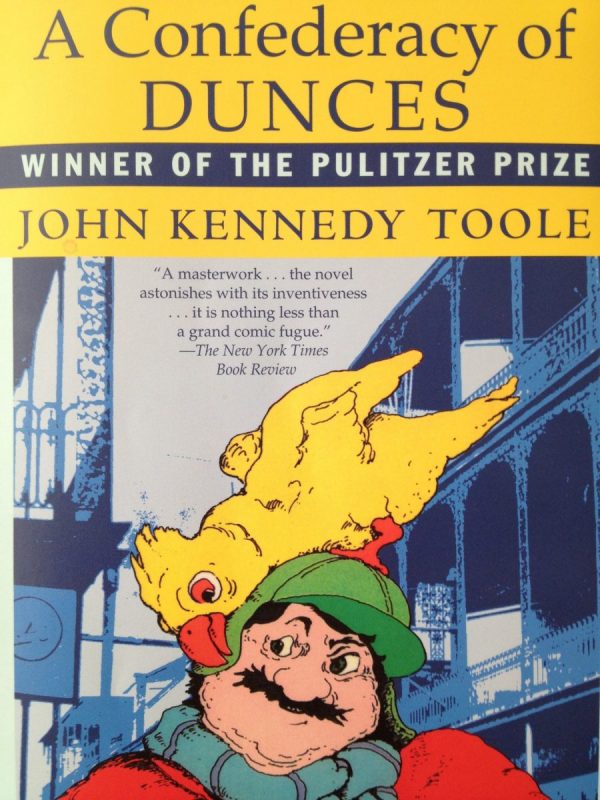 A Confederacy of
DUNCES
WINNER OF THE PULITZER PRIZE
JOHN KENNEDY TOOLE
“A masterwork . . . the novel
astonishes with its inventiveness
. . . it is nothing less than
a grand comic fugue.”
—The New York Times
Book Review